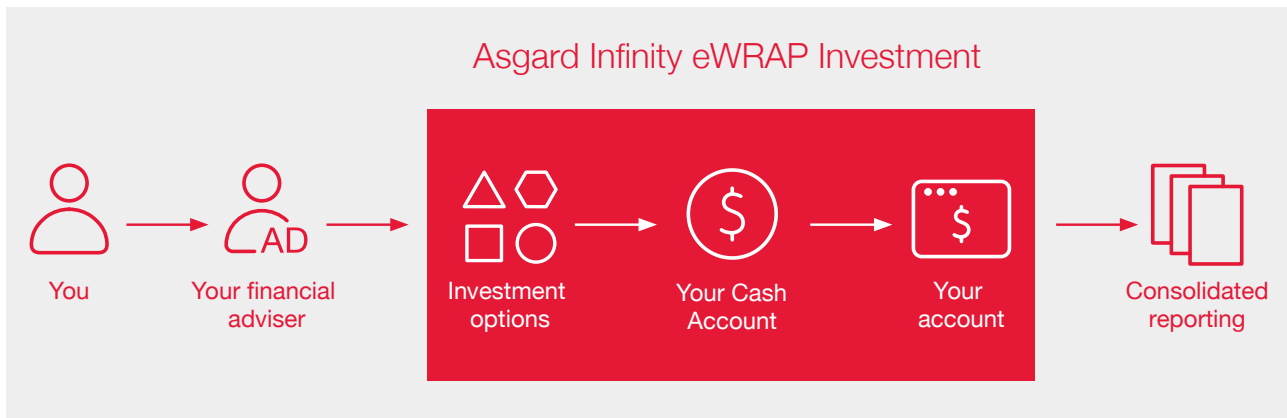 Asgard Infinity eWRAP Investment
$
$
AD
You
Your financial
adviser
Investment
options
Your Cash
Account
Your
account
Consolidated
reporting